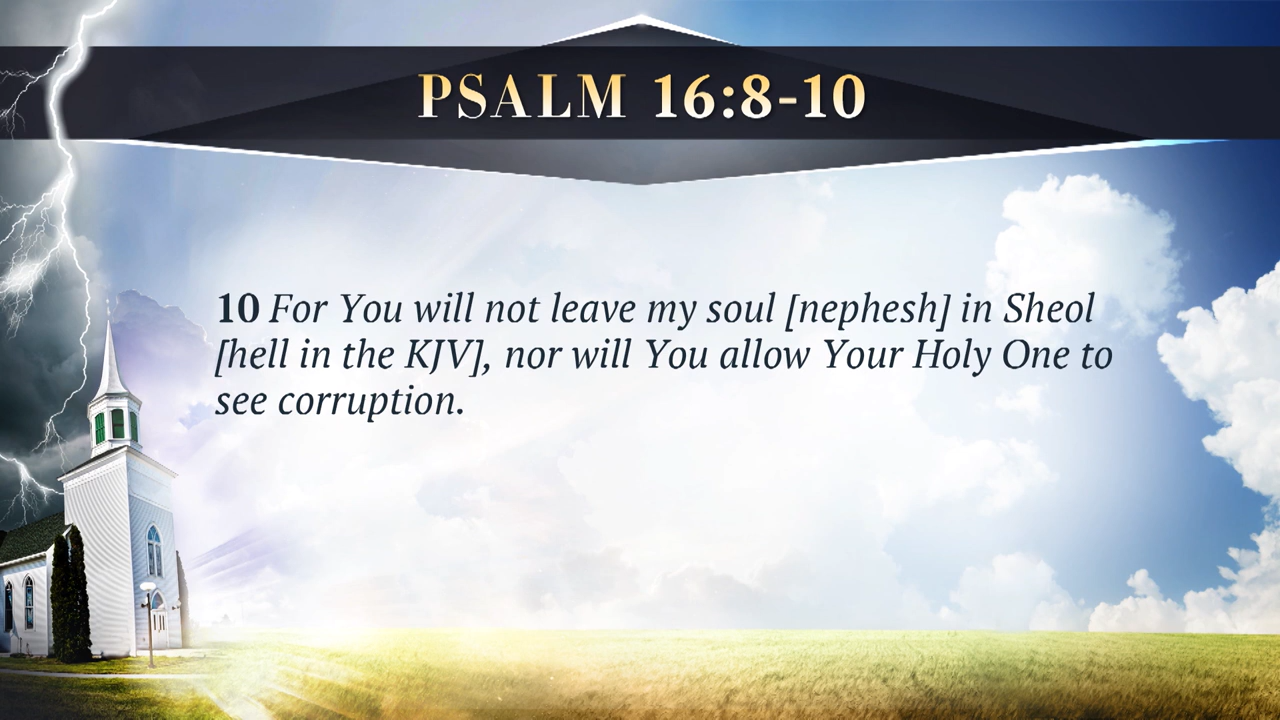 PSALM 16:8-10
10 For You will not leave my soul [nephesh] in Sheol
[hell in the KJV], nor will You allow Your Holy One to
see corruption.